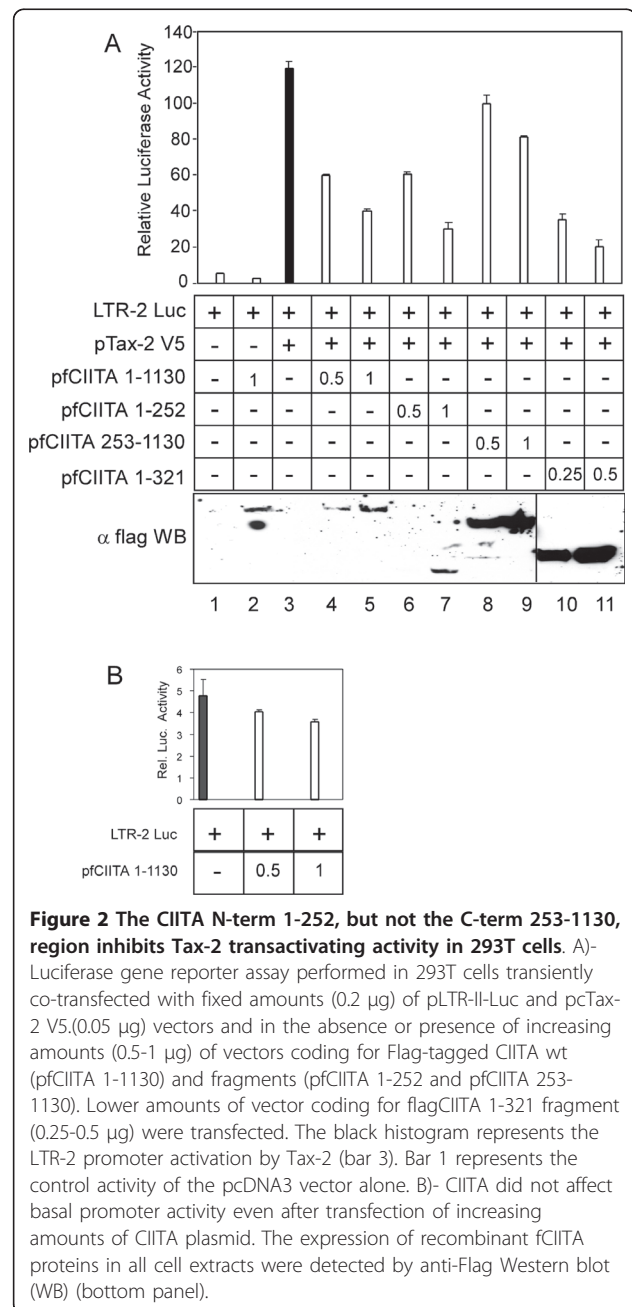 A
Relative Luciferase Activity
140
120
100
80
60
40
20
0
LTR-2 Luc + + + + + + + + + + +
pTax-2 V5 - - + + + + + + + + +
pfCIITA 1-1130 - 1 - 0.5 1 - - - - - -
pfCIITA 1-252 - - - - - 0.5 1 - - - -
pfCIITA 253-1130 - - - - - - - 0.5 1 - -
pfCIITA 1-321 - - - - - - - - - 0.25 0.5
α flag WB
1 2 3 4 5 6 7 8 9 10 11
B
Rel. Luc. Activity
6
5
4
3
2
1
0
LTR-2 Luc + + +
pfCIITA 1-1130 - 0.5 1
Figure 2 The CIITA N-term 1-252, but not the C-term 253-1130,
region inhibits Tax-2 transactivating activity in 293T cells. A)-
Luciferase gene reporter assay performed in 293T cells transiently
co-transfected with fixed amounts (0.2 μg) of pLTR-II-Luc and pcTax-
2 V5.(0.05 μg) vectors and in the absence or presence of increasing
amounts (0.5-1 μg) of vectors coding for Flag-tagged CIITA wt
(pfCIITA 1-1130) and fragments (pfCIITA 1-252 and pfCIITA 253-
1130). Lower amounts of vector coding for flagCIITA 1-321 fragment
(0.25-0.5 μg) were transfected. The black histogram represents the
LTR-2 promoter activation by Tax-2 (bar 3). Bar 1 represents the
control activity of the pcDNA3 vector alone. B)- CIITA did not affect
basal promoter activity even after transfection of increasing
amounts of CIITA plasmid. The expression of recombinant fCIITA
proteins in all cell extracts were detected by anti-Flag Western blot
(WB) (bottom panel).